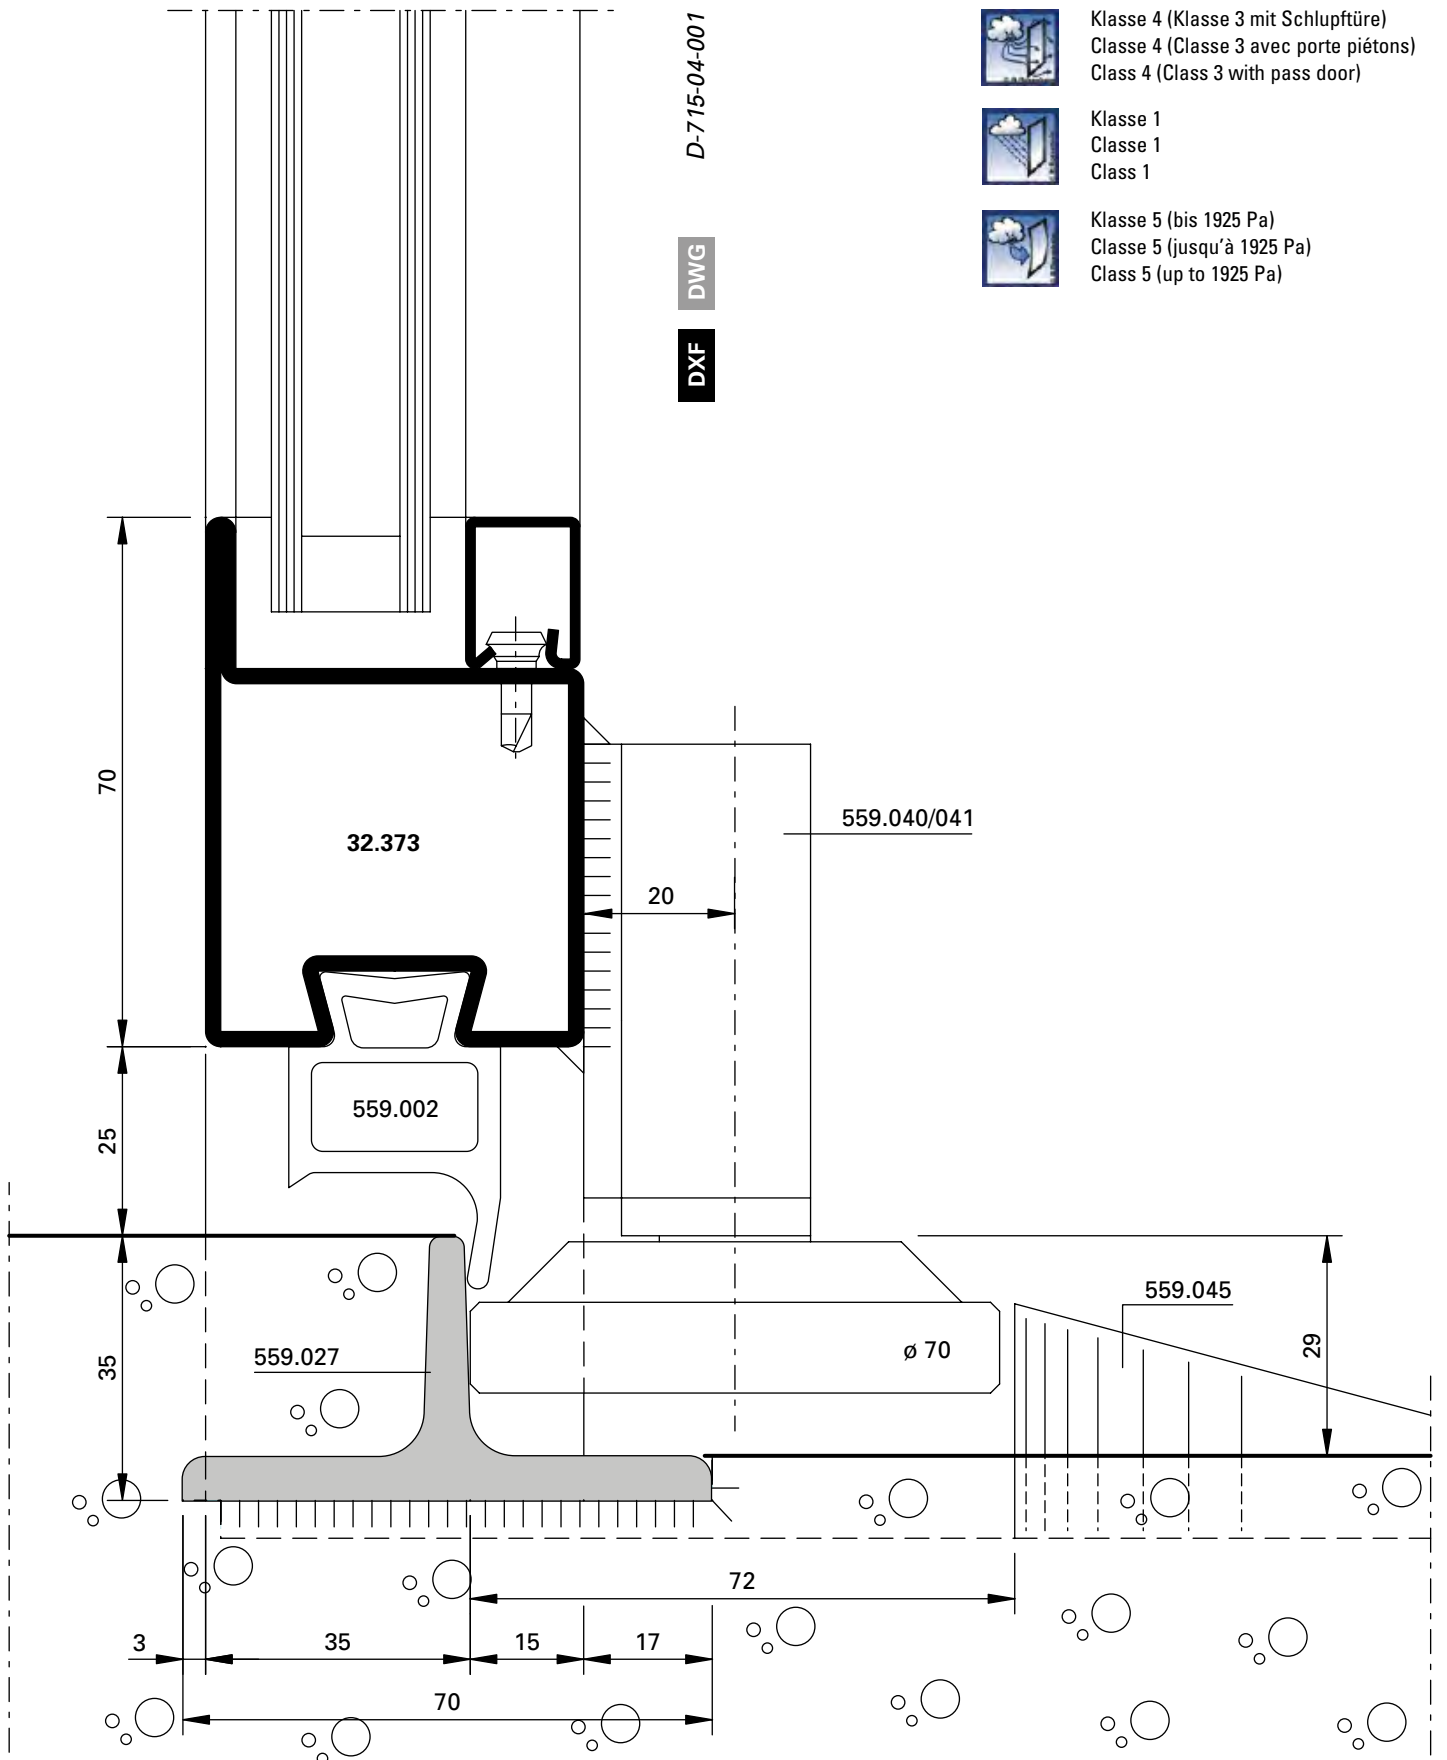 D-715-04-001
DWG
DXF
Klasse 4 (Klasse 3 mit Schlupftüre)
Classe 4 (Classe 3 avec porte piétons)
Class 4 (Class 3 with pass door)
Klasse 1
Classe 1
Class 1
Klasse 5 (bis 1925 Pa)
Classe 5 (jusqu'à 1925 Pa)
Class 5 (up to 1925 Pa)
70
32.373
559.040/041
20
25
559.002
35
559.027
ø 70
559.045
29
72
3
35
15
17
70